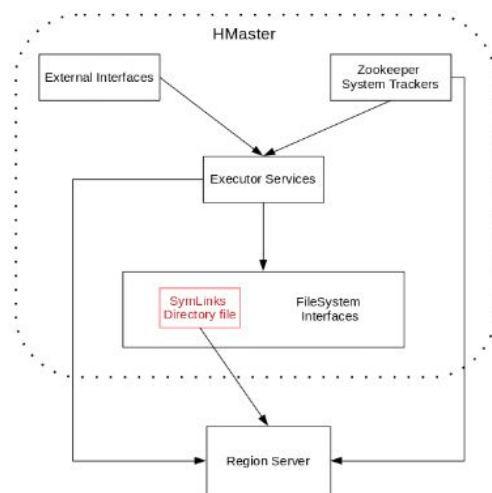 HMaster
External Interfaces
Zookeeper
System Trackers
Executor Services
SymLinks
Directory file
FileSystem
Interfaces
Region Server